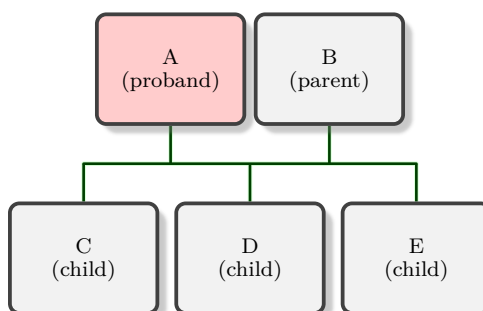 A
(proband)
B
(parent)
C
(child)
D
(child)
E
(child)